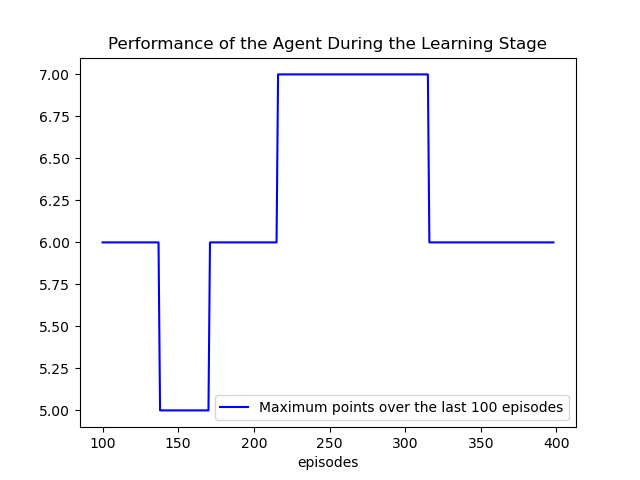 Performance of the Agent During the Learning Stage
7.00
6.75
6.50
6.25
6.00
5.75
5.50
5.25
5.00
Maximum points over the last 100 episodes
100 150 200 250 300 350 400
episodes